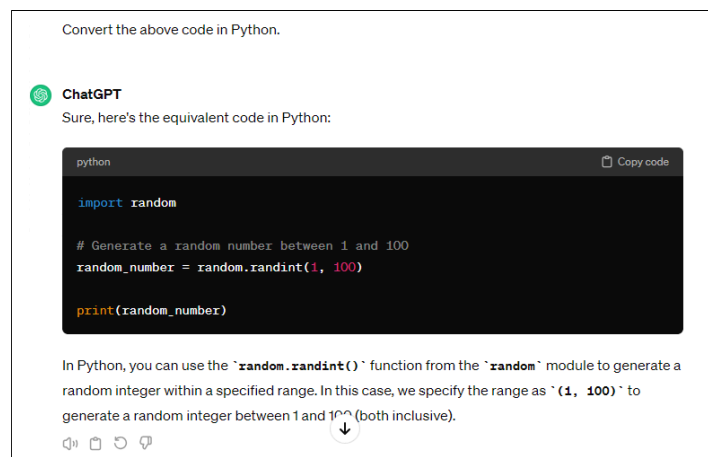 Convert the above code in Python.
ChatGPT
Sure, here's the equivalent code in Python:
python
Copy code
import random
# Generate a random number between 1 and 100
random_number = random.randint(1, 100)
print(random_number)
In Python, you can use the `random.randint()` function from the `random` module to generate a
random integer within a specified range. In this case, we specify the range as `(1, 100)` to
generate a random integer between 1 and 100 (both inclusive).